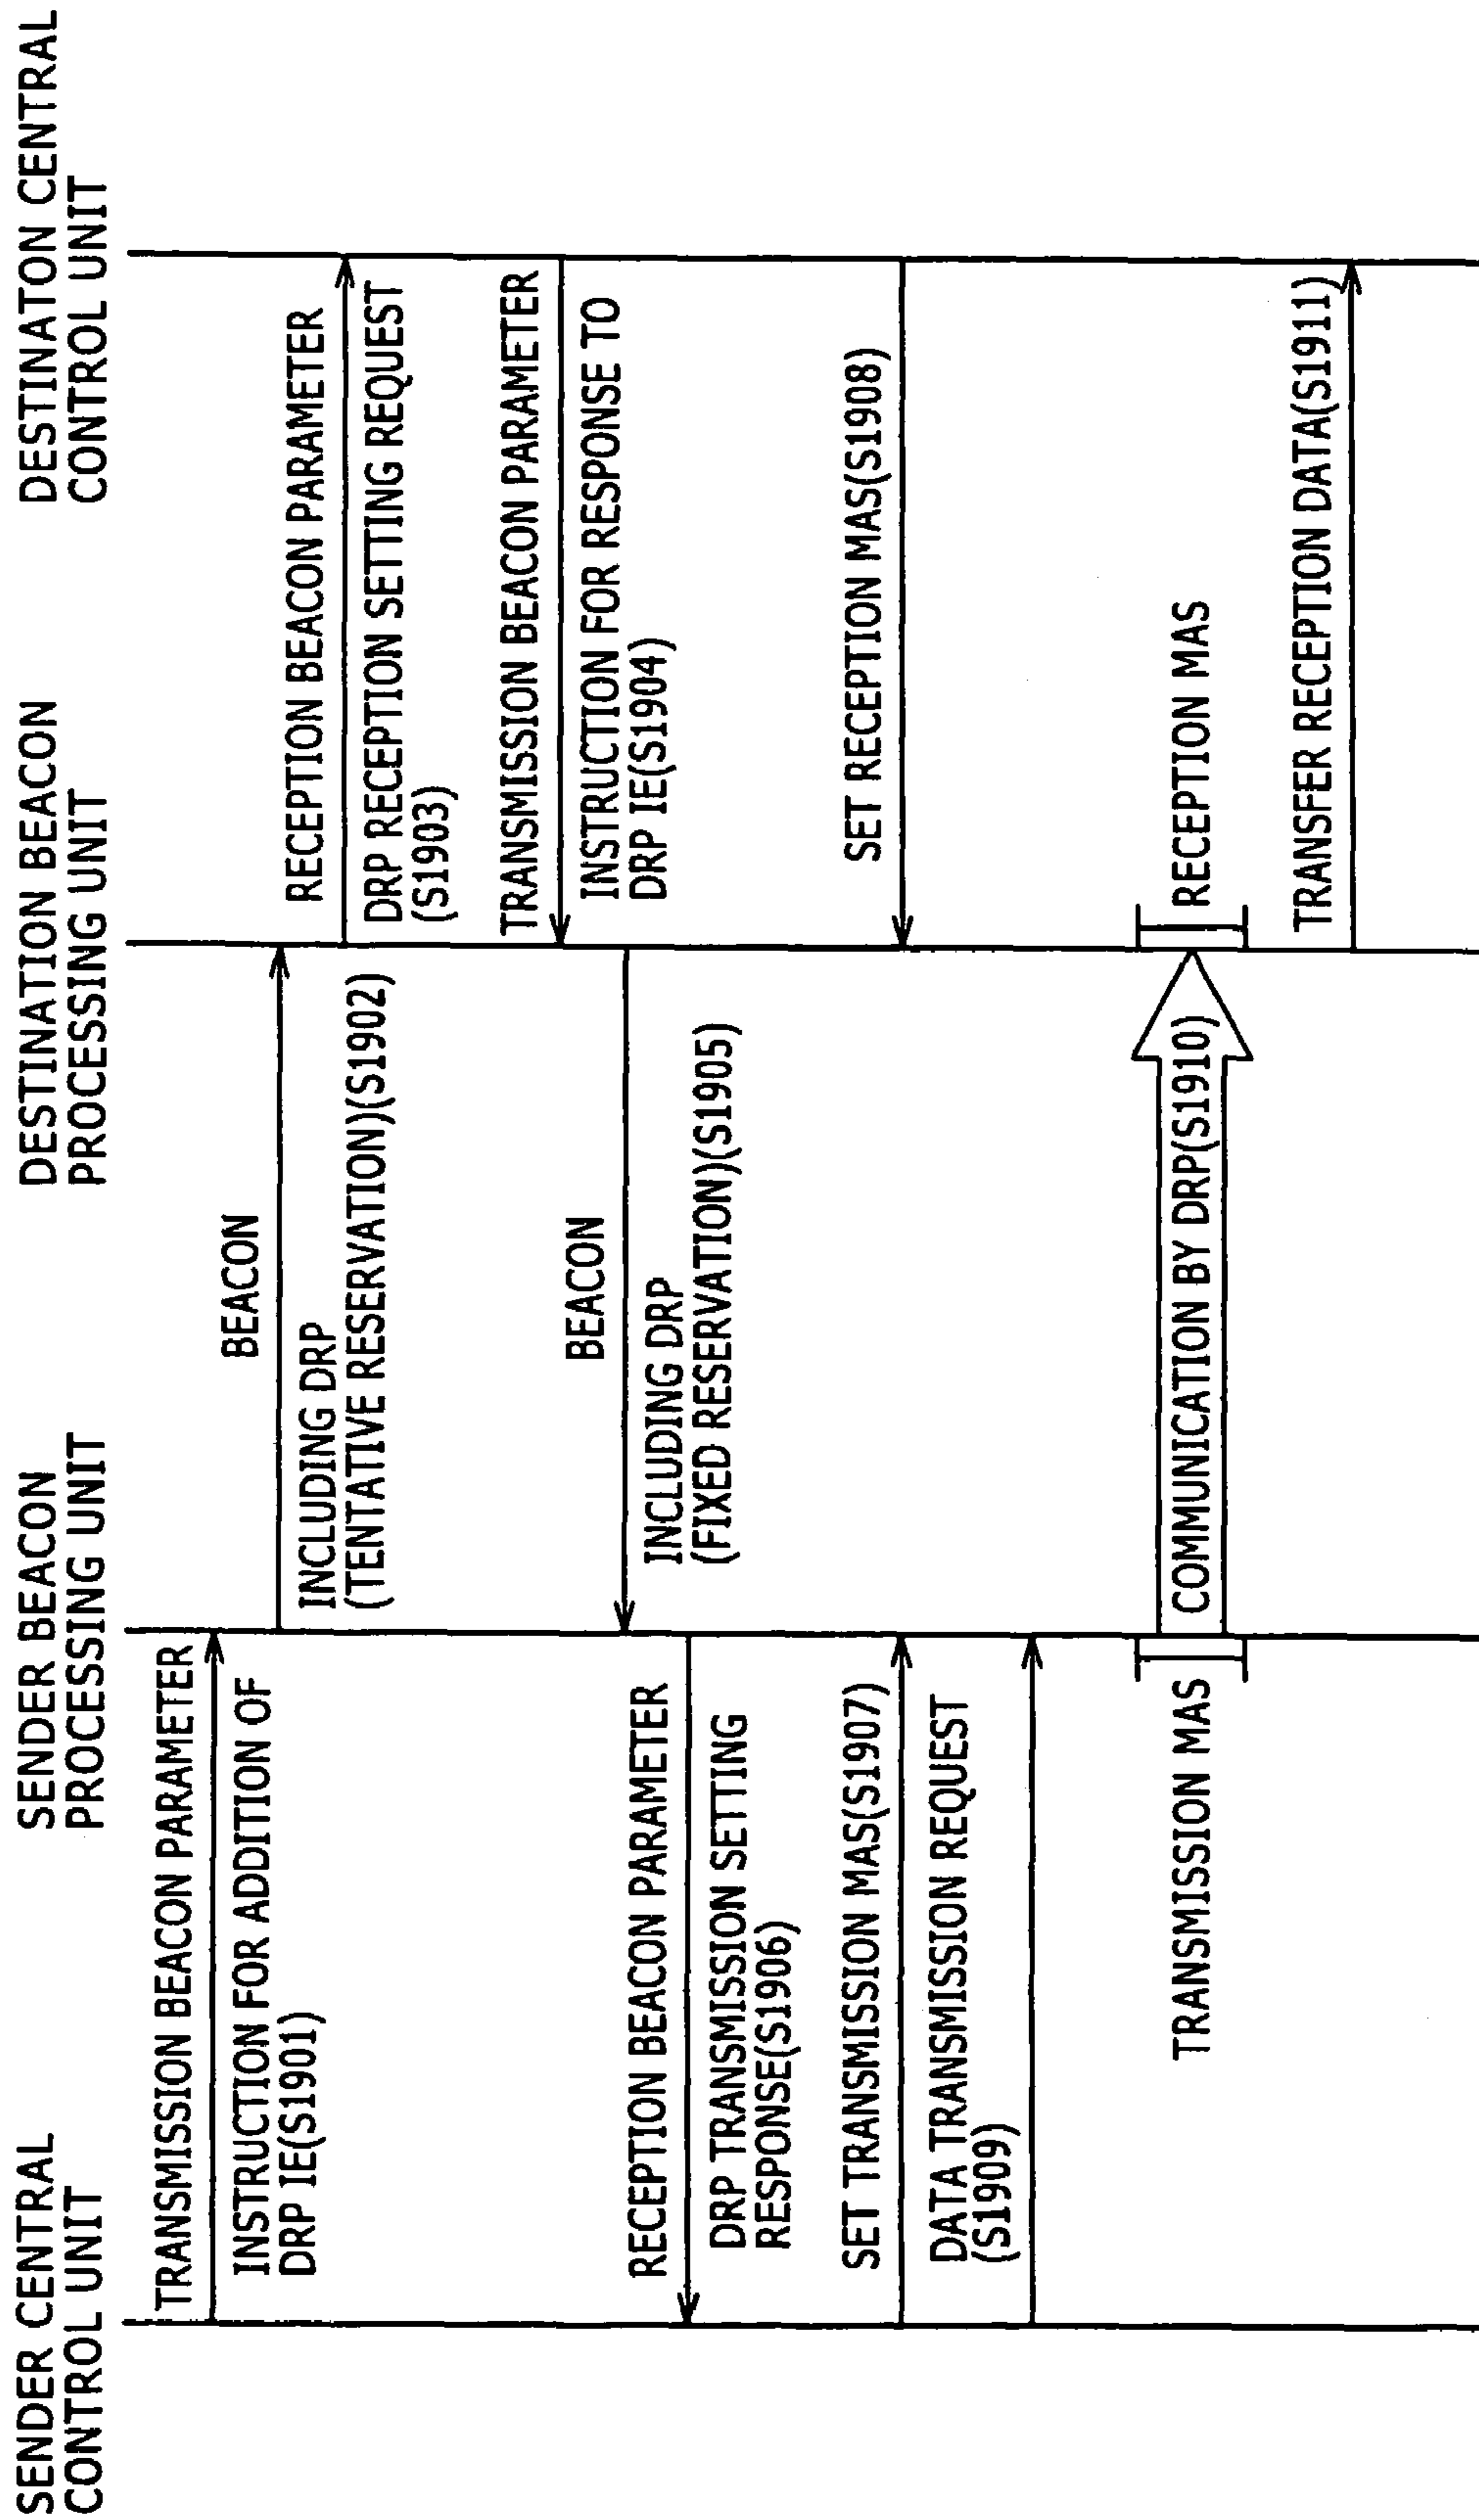 SENDER CENTRAL
CONTROL UNIT
SENDER BEACON
PROCESSING UNIT
DESTINATION BEACON
PROCESSING UNIT
DESTINATON CENTRAL
CONTROL UNIT
TRANSMISSION BEACON PARAMETER
INSTRUCTION FOR ADDITION OF
DRP IE(S1901)
BEACON
INCLUDING DRP
(TENTATIVE RESERVATION)(S1902)
RECEPTION BEACON PARAMETER
DRP RECEPTION SETTING REQUEST
(S1903)
TRANSMISSION BEACON PARAMETER
INSTRUCTION FOR RESPONSE TO
DRP IE(S1904)
BEACON
INCLUDING DRP
(FIXED RESERVATION)(S1905)
RECEPTION BEACON PARAMETER
DRP TRANSMISSION SETTING
RESPONSE(S1906)
SET TRANSMISSION MAS(S1907)
SET RECEPTION MAS(S1908)
DATA TRANSMISSION REQUEST
(S1909)
TRANSMISSION MAS
COMMUNICATION BY DRP(S1910)
RECEPTION MAS
TRANSFER RECEPTION DATA(S1911)